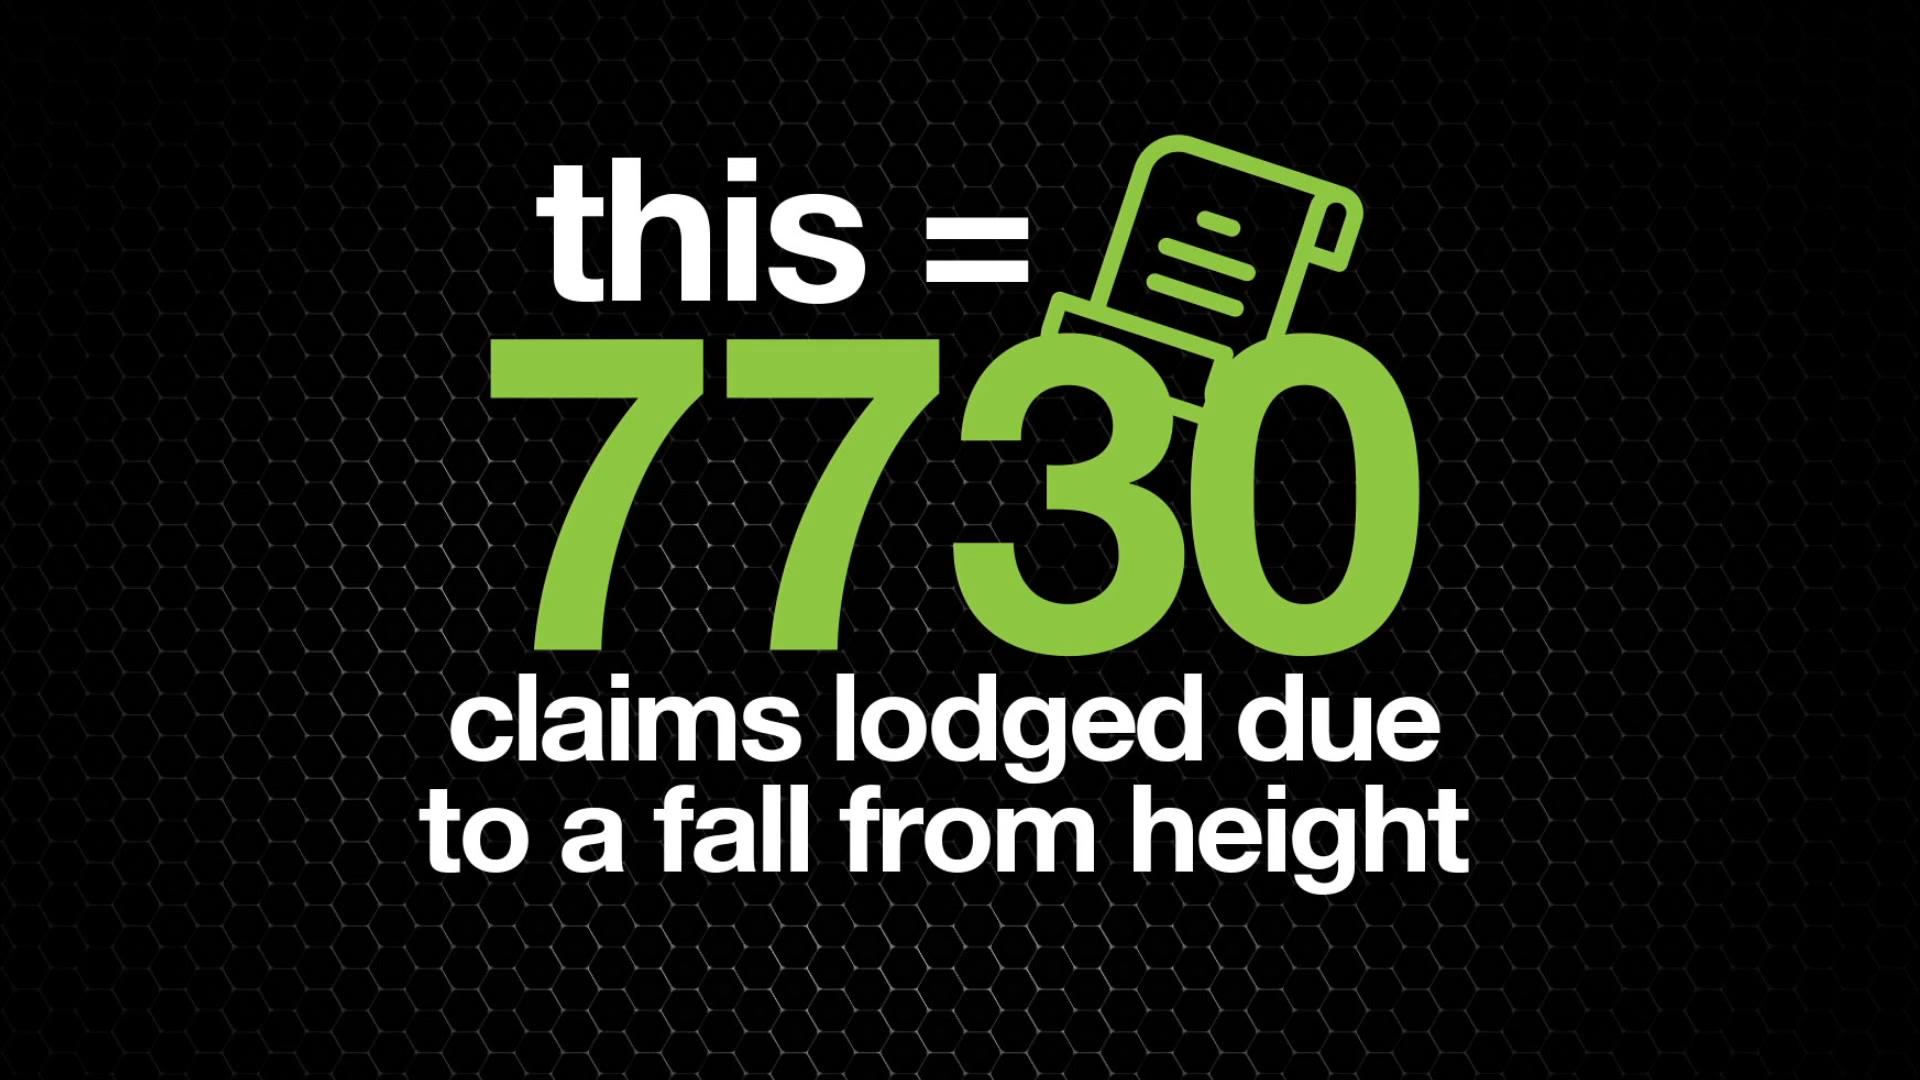 this =
7730
claims lodged due
to a fall from height